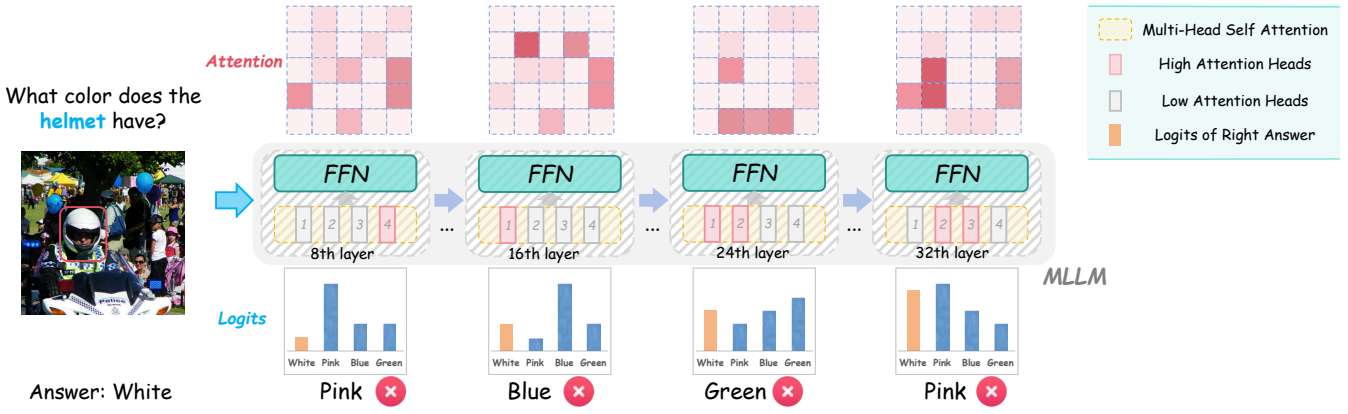 Attention
What color does the
helmet have?
Multi-Head Self Attention
High Attention Heads
Low Attention Heads
Logits of Right Answer
FFN
FFN
FFN
FFN
1 2 3 4
...
1 2 3 4
...
1 2 3 4
...
1 2 3 4
8th layer
16th layer
24th layer
32th layer
MLLM
Police
Logits
White Pink Blue Green
White Pink Blue Green
White Pink Blue Green
White Pink Blue Green
Answer: White
Pink
Blue
Green
Pink